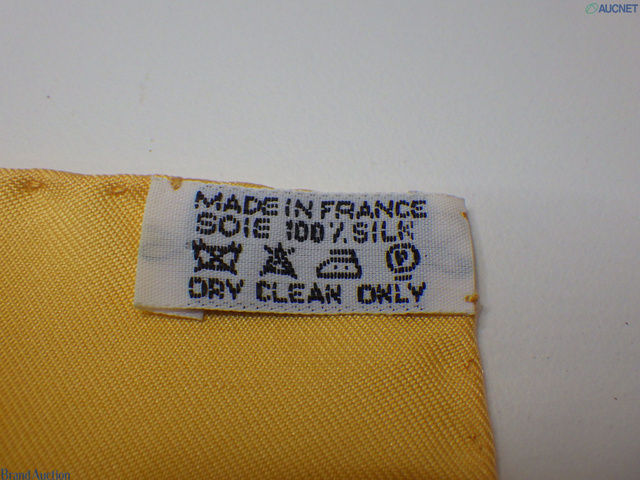 AUCNET
MADE IN FRANCE
SOIE 100% SILK
P
DRY CLEAN ONLY
BrandAuction